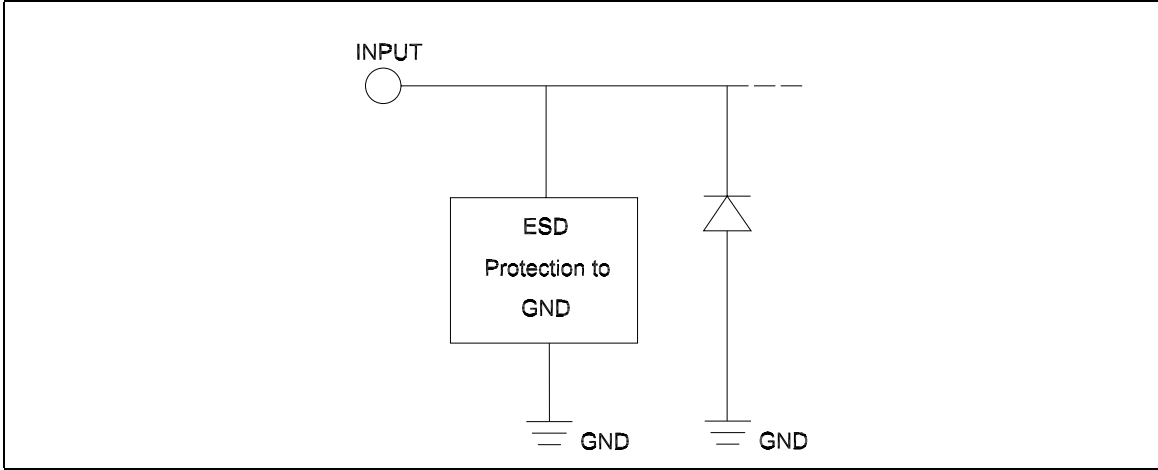 INPUT
ESD
Protection to
GND
GND
GND